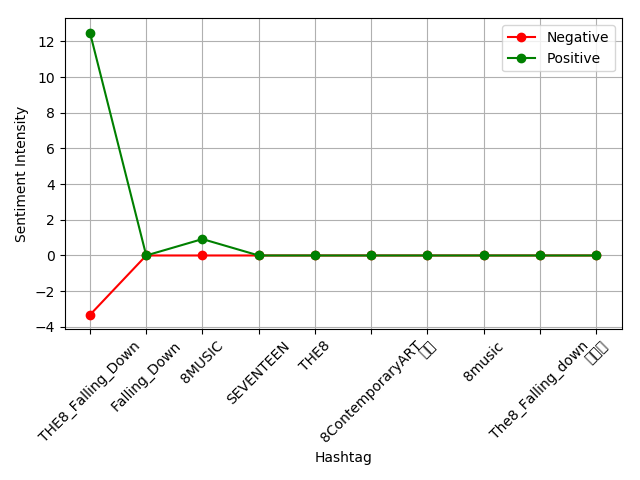 Negative
Positive
12
10
8
6
4
2
0
−2
−4
Sentiment Intensity
THE8_Falling_Down
Falling_Down
8MUSIC
SEVENTEEN
THE8
8ContemporaryART
8music
The8_Falling_down
Hashtag